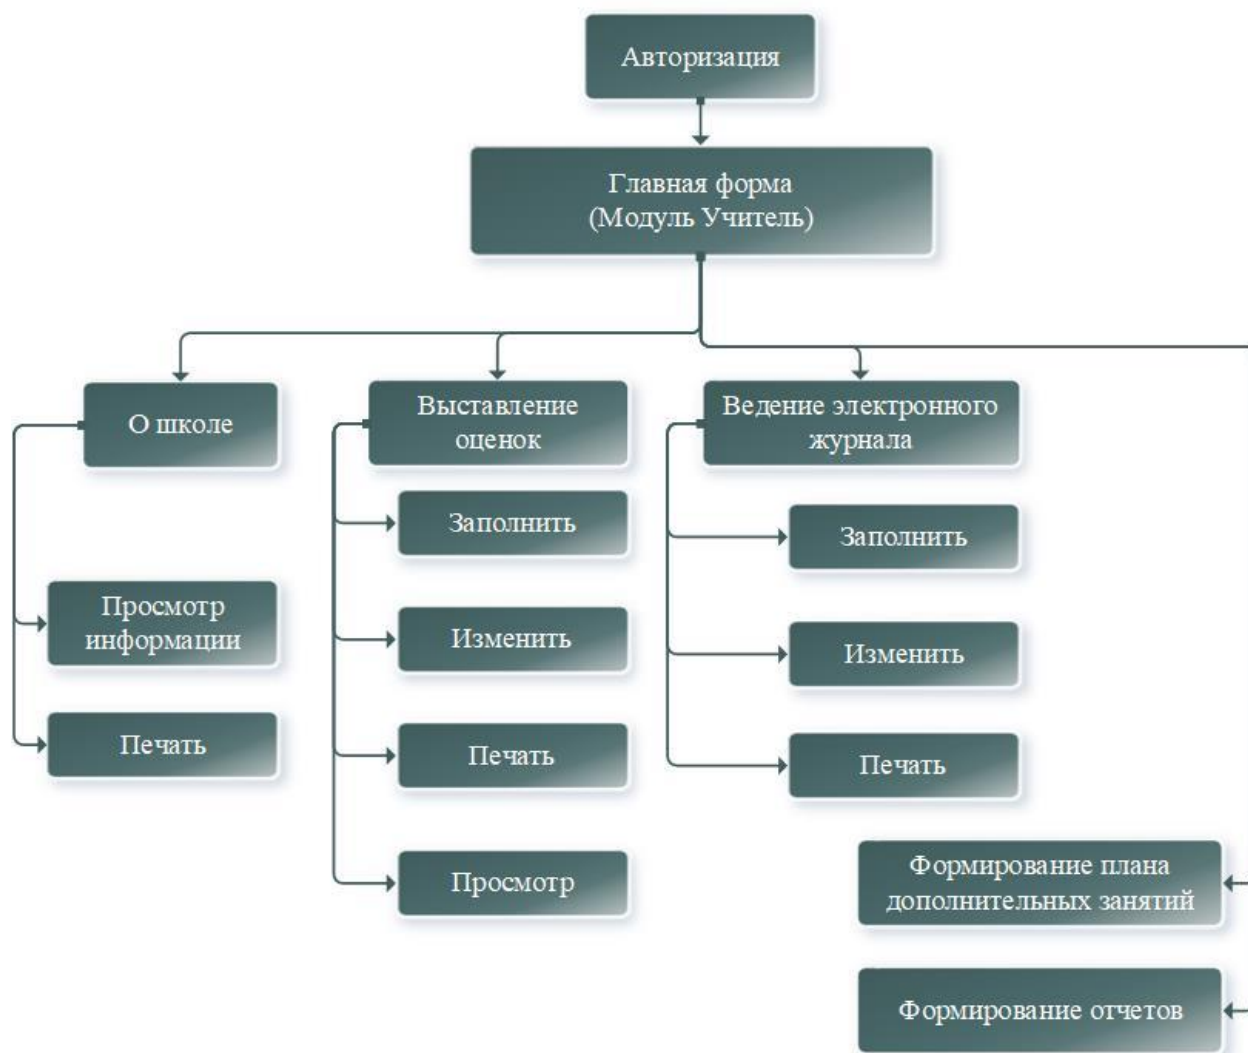 Авторизация
Главная форма
(Модуль Учитель)
О школе
Просмотр
информации
Печать
Выставление
оценок
Заполнить
Изменить
Печать
Просмотр
Ведение электронного
журнала
Заполнить
Изменить
Печать
Формирование плана
дополнительных занятий
Формирование отчетов